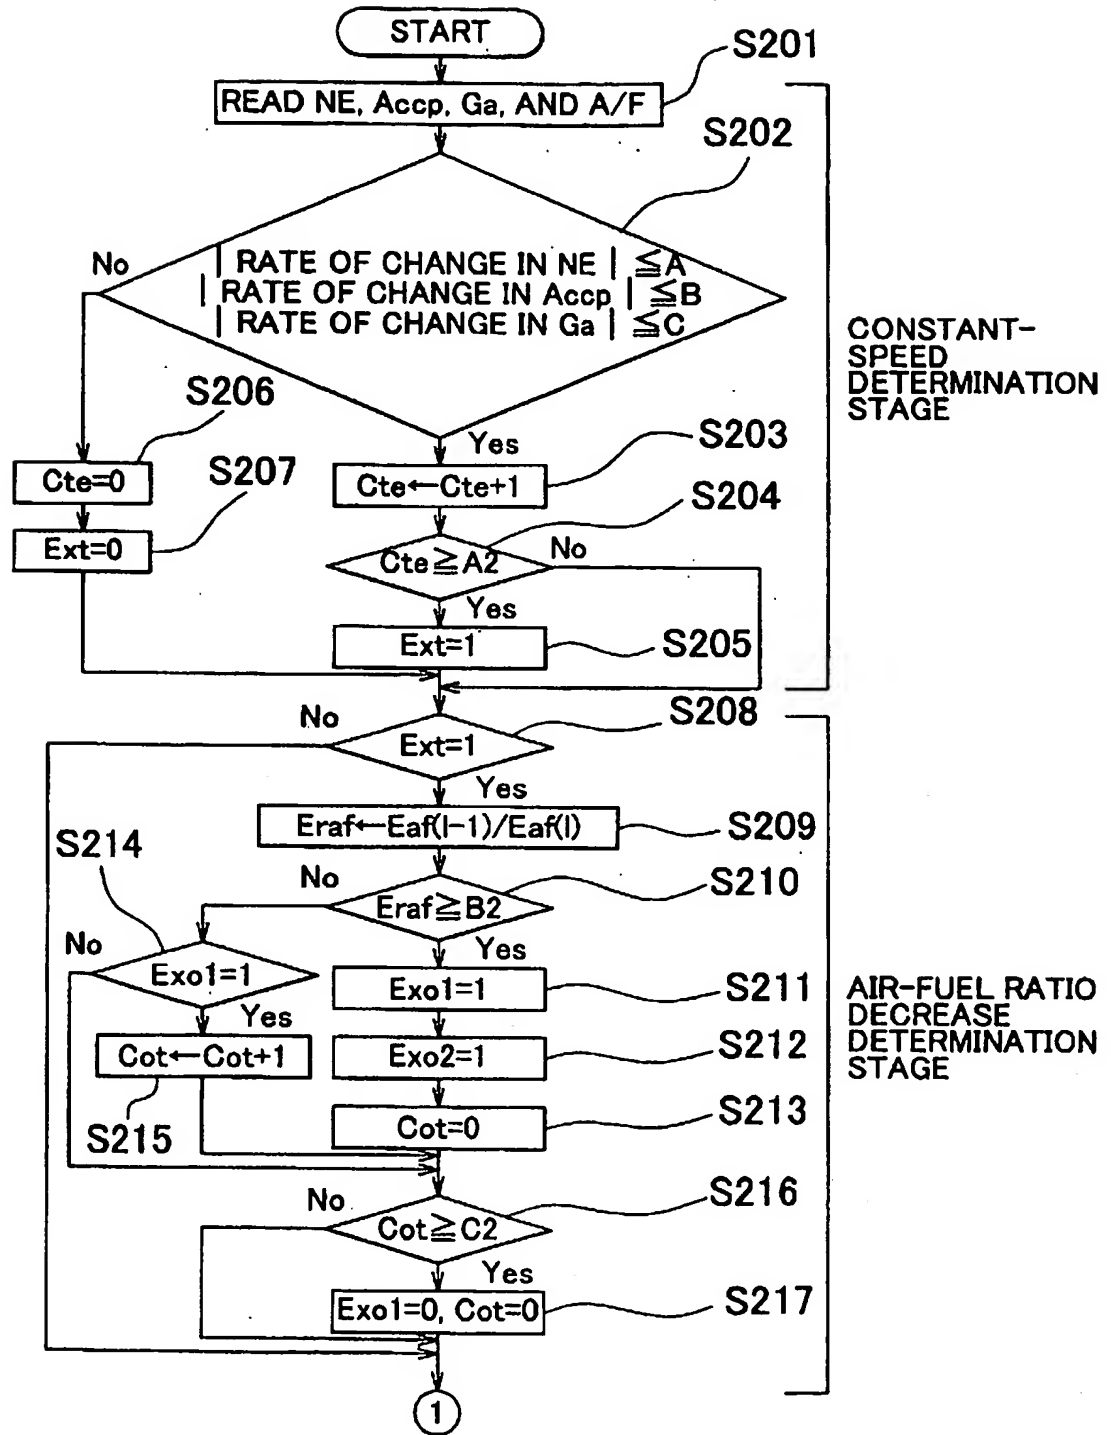 START
S201
READ NE, Accp, Ga, AND A/F
S202
No
| RATE OF CHANGE IN NE | ≦A
| RATE OF CHANGE IN Accp | ≦B
| RATE OF CHANGE IN Ga | ≦C
CONSTANT-
SPEED
DETERMINATION
STAGE
S206
Yes
S203
Cte=0
S207
Cte←Cte+1
S204
Ext=0
Cte≧A2
No
Yes
Ext=1
S205
No
S208
Ext=1
Yes
Eraf←Eaf(I-1)/Eaf(I)
S209
S214
No
S210
Eraf≧B2
No
Yes
Exo1=1
Exo1=1
S211
AIR-FUEL RATIO
DECREASE
DETERMINATION
STAGE
Yes
Cot←Cot+1
Exo2=1
S212
S215
Cot=0
S213
No
S216
Cot≧C2
Yes
Exo1=0, Cot=0
S217
1